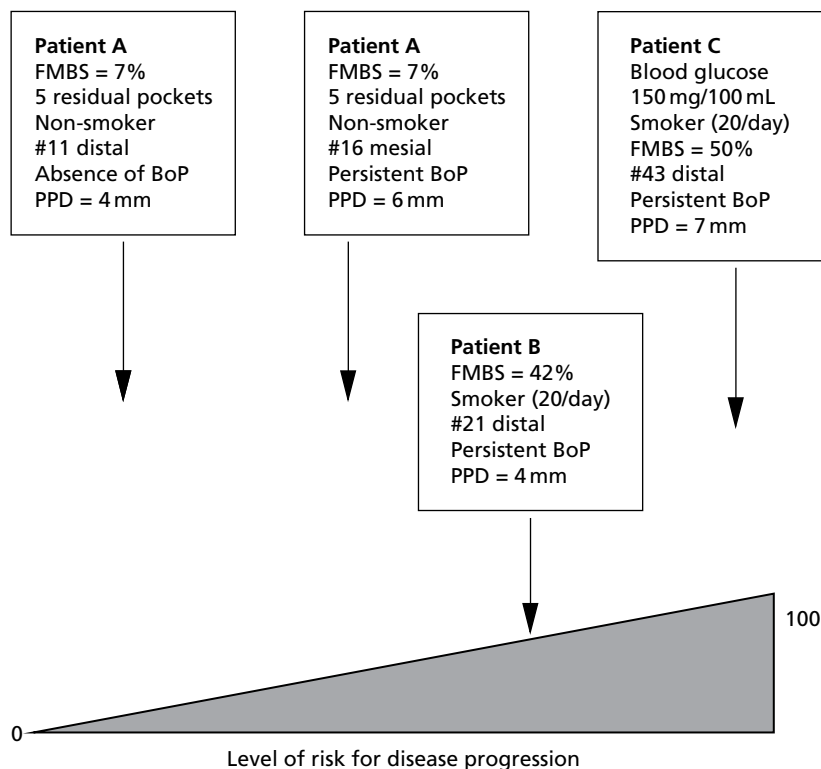 Patient A
FMBS = 7%
5 residual pockets
Non-smoker
#11 distal
Absence of BoP
PPD = 4 mm
Patient A
FMBS = 7%
5 residual pockets
Non-smoker
#16 mesial
Persistent BoP
PPD = 6 mm
Patient C
Blood glucose
150 mg/100 mL
Smoker (20/day)
FMBS = 50%
#43 distal
Persistent BoP
PPD = 7 mm
Patient B
FMBS = 42%
Smoker (20/day)
#21 distal
Persistent BoP
PPD = 4 mm
100
0
Level of risk for disease progression